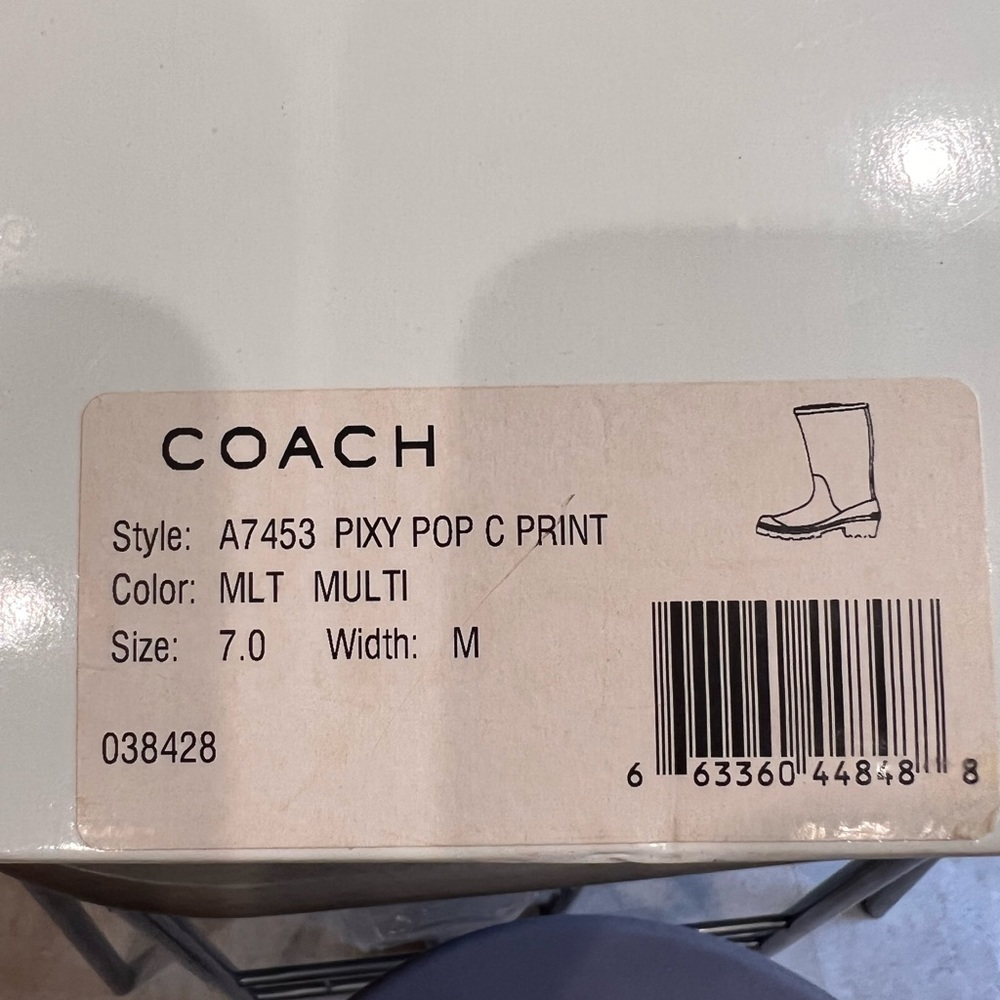 COACH
Style: A7453 PIXY POP C PRINT
Color: MLT MULTI
Size: 7.0 Width: M
038428
6 63360 44848 8